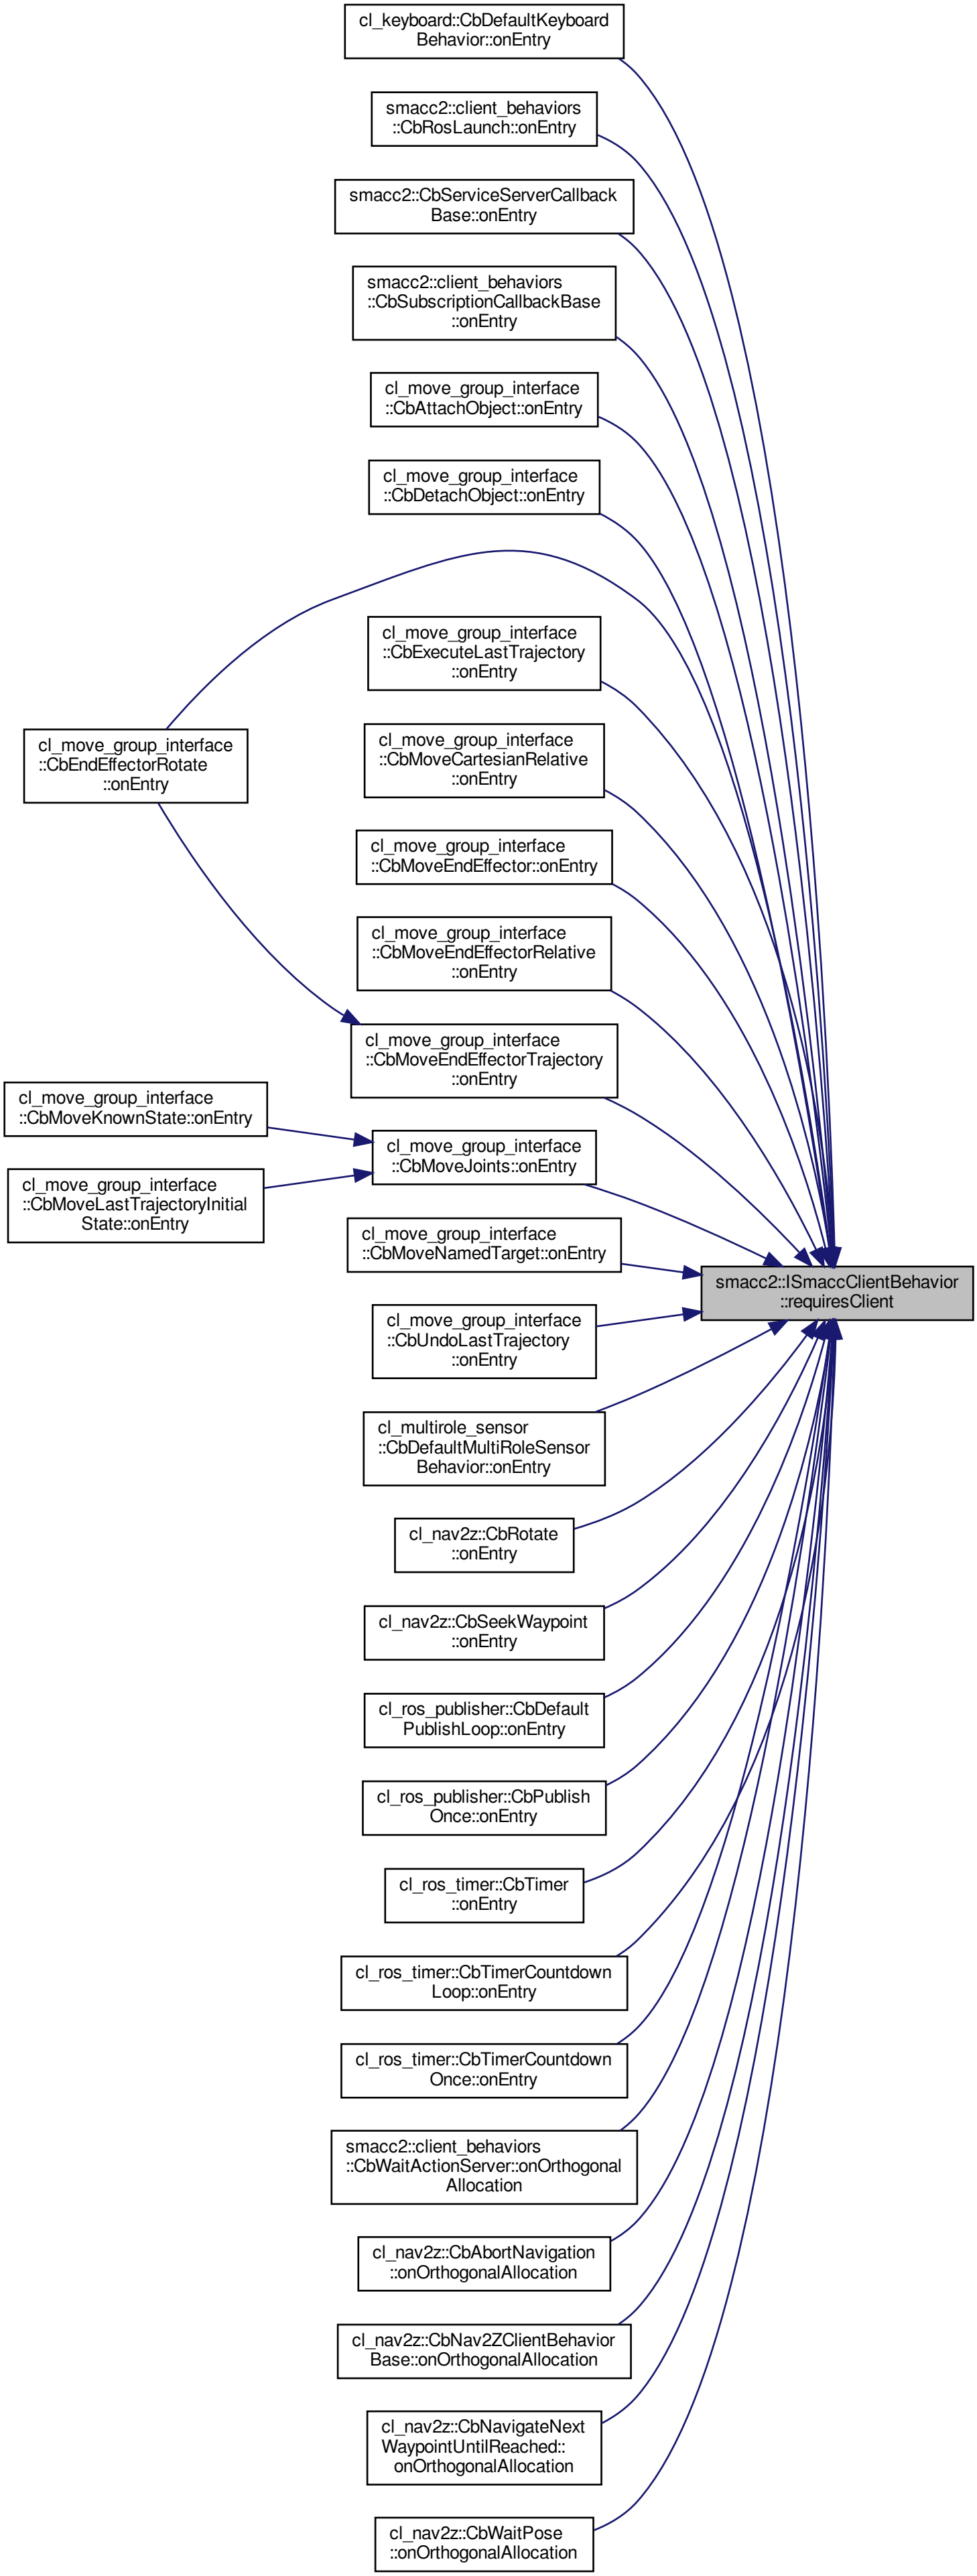 cl_keyboard::CbDefaultKeyboard
Behavior::onEntry
smacc2::client_behaviors
::CbRosLaunch::onEntry
smacc2::CbServiceServerCallback
Base::onEntry
smacc2::client_behaviors
::CbSubscriptionCallbackBase
::onEntry
cl_move_group_interface
::CbAttachObject::onEntry
cl_move_group_interface
::CbDetachObject::onEntry
cl_move_group_interface
::CbExecuteLastTrajectory
::onEntry
cl_move_group_interface
::CbEndEffectorRotate
::onEntry
cl_move_group_interface
::CbMoveCartesianRelative
::onEntry
cl_move_group_interface
::CbMoveEndEffector::onEntry
cl_move_group_interface
::CbMoveEndEffectorRelative
::onEntry
cl_move_group_interface
::CbMoveEndEffectorTrajectory
::onEntry
cl_move_group_interface
::CbMoveKnownState::onEntry
cl_move_group_interface
::CbMoveJoints::onEntry
cl_move_group_interface
::CbMoveLastTrajectoryInitial
State::onEntry
cl_move_group_interface
::CbMoveNamedTarget::onEntry
smacc2::ISmaccClientBehavior
::requiresClient
cl_move_group_interface
::CbUndoLastTrajectory
::onEntry
cl_multirole_sensor
::CbDefaultMultiRoleSensor
Behavior::onEntry
cl_nav2z::CbRotate
::onEntry
cl_nav2z::CbSeekWaypoint
::onEntry
cl_ros_publisher::CbDefault
PublishLoop::onEntry
cl_ros_publisher::CbPublish
Once::onEntry
cl_ros_timer::CbTimer
::onEntry
cl_ros_timer::CbTimerCountdown
Loop::onEntry
cl_ros_timer::CbTimerCountdown
Once::onEntry
smacc2::client_behaviors
::CbWaitActionServer::onOrthogonal
Allocation
cl_nav2z::CbAbortNavigation
::onOrthogonalAllocation
cl_nav2z::CbNav2ZClientBehavior
Base::onOrthogonalAllocation
cl_nav2z::CbNavigateNext
WaypointUntilReached::
onOrthogonalAllocation
cl_nav2z::CbWaitPose
::onOrthogonalAllocation